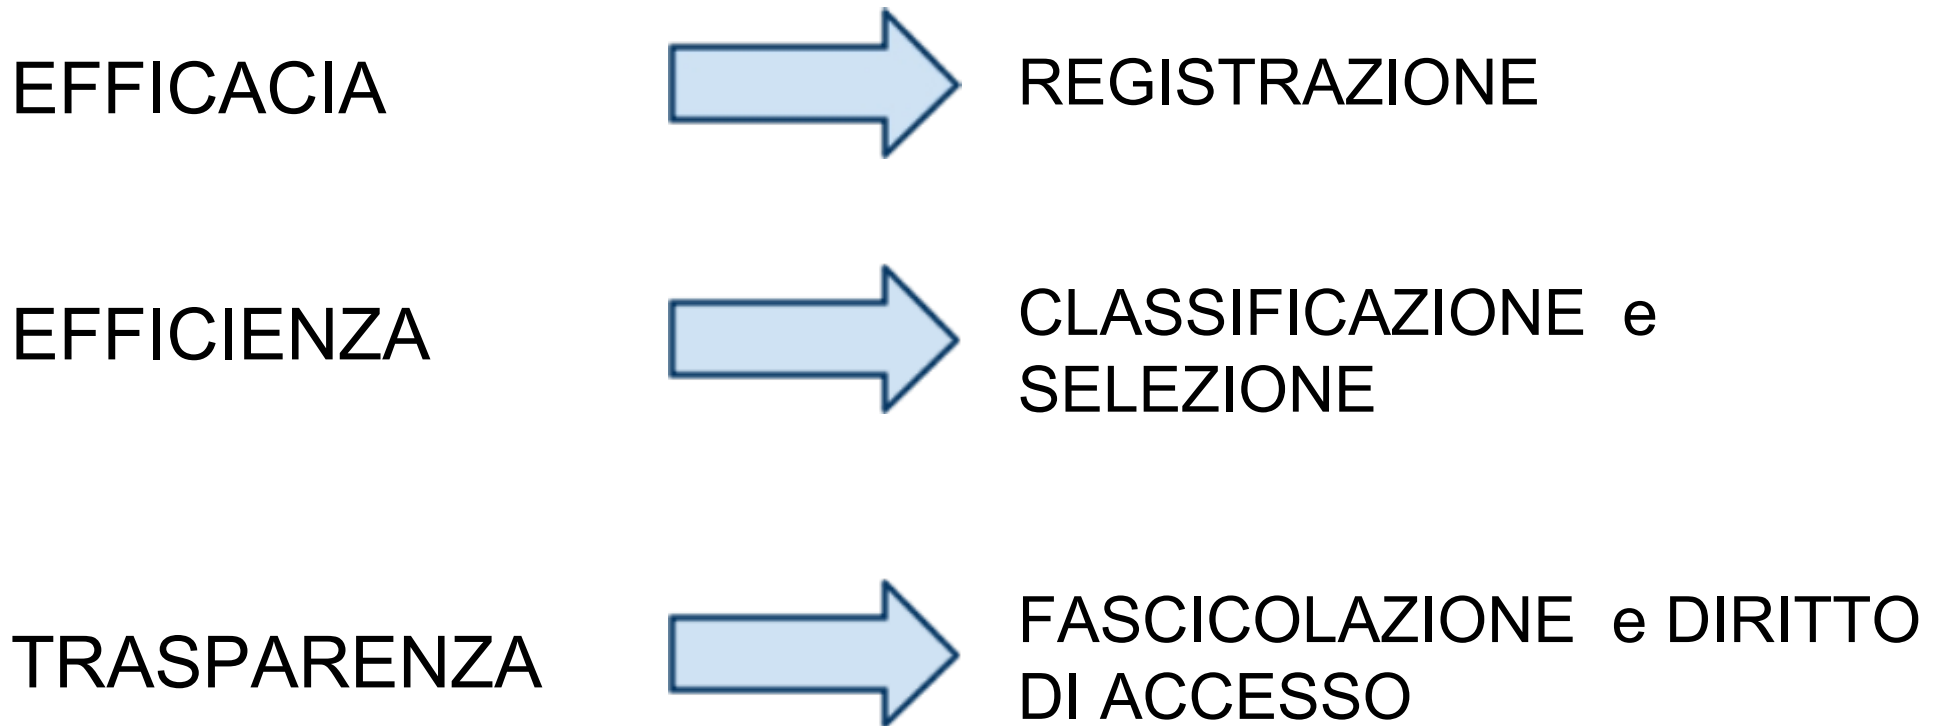 EFFICACIA
REGISTRAZIONE
EFFICIENZA
CLASSIFICAZIONE e
SELEZIONE
TRASPARENZA
FASCICOLAZIONE e DIRITTO
DI ACCESSO